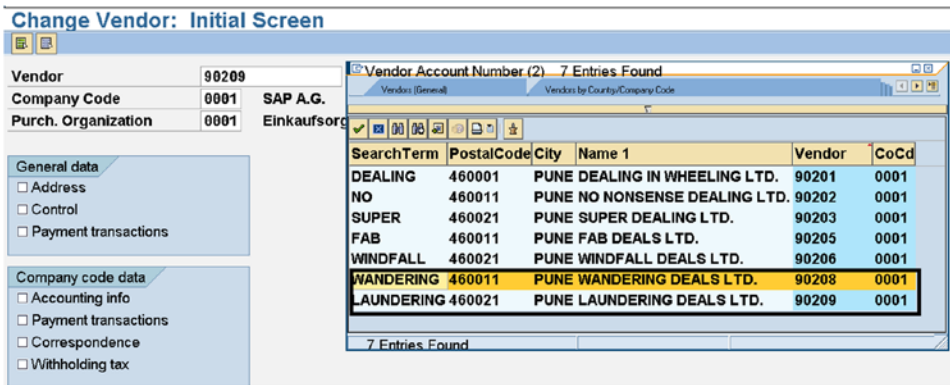 Change Vendor: Initial Screen
Vendor 90209
Company Code 0001 SAP A.G.
Purch. Organization 0001 Einkaufsorg
General data
Address
Control
Payment transactions
Company code data
Accounting info
Payment transactions
Correspondence
Withholding tax
Vendor Account Number (2) 7 Entries Found
Vendors (General) Vendors by Country/Company Code
SearchTerm PostalCode City Name 1 Vendor CoCd
DEALING 460001 PUNE DEALING IN WHEELING LTD. 90201 0001
NO 460011 PUNE NO NONSENSE DEALING LTD. 90202 0001
SUPER 460021 PUNE SUPER DEALING LTD. 90203 0001
FAB 460011 PUNE FAB DEALS LTD. 90205 0001
WINDFALL 460021 PUNE WINDFALL DEALS LTD. 90206 0001
WANDERING 460011 PUNE WANDERING DEALS LTD. 90208 0001
LAUNDERING 460021 PUNE LAUNDERING DEALS LTD. 90209 0001
7 Entries Found